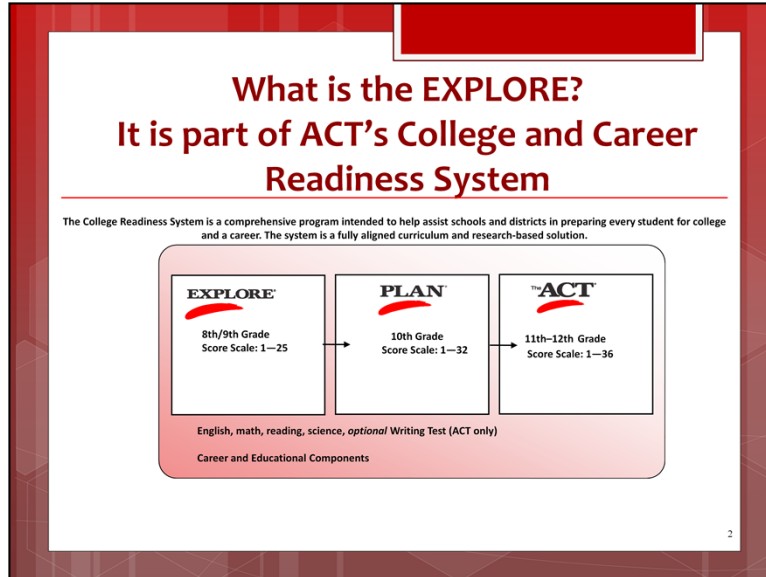 What is the EXPLORE?
It is part of ACT’s College and Career
Readiness System
The College Readiness System is a comprehensive program intended to help assist schools and districts in preparing every student for college
and a career. The system is a fully aligned curriculum and research-based solution.
EXPLORE®
8th/9th Grade
Score Scale: 1—25
PLAN®
10th Grade
Score Scale: 1—32
The ACT®
11th–12th Grade
Score Scale: 1—36
English, math, reading, science, optional Writing Test (ACT only)
Career and Educational Components
2